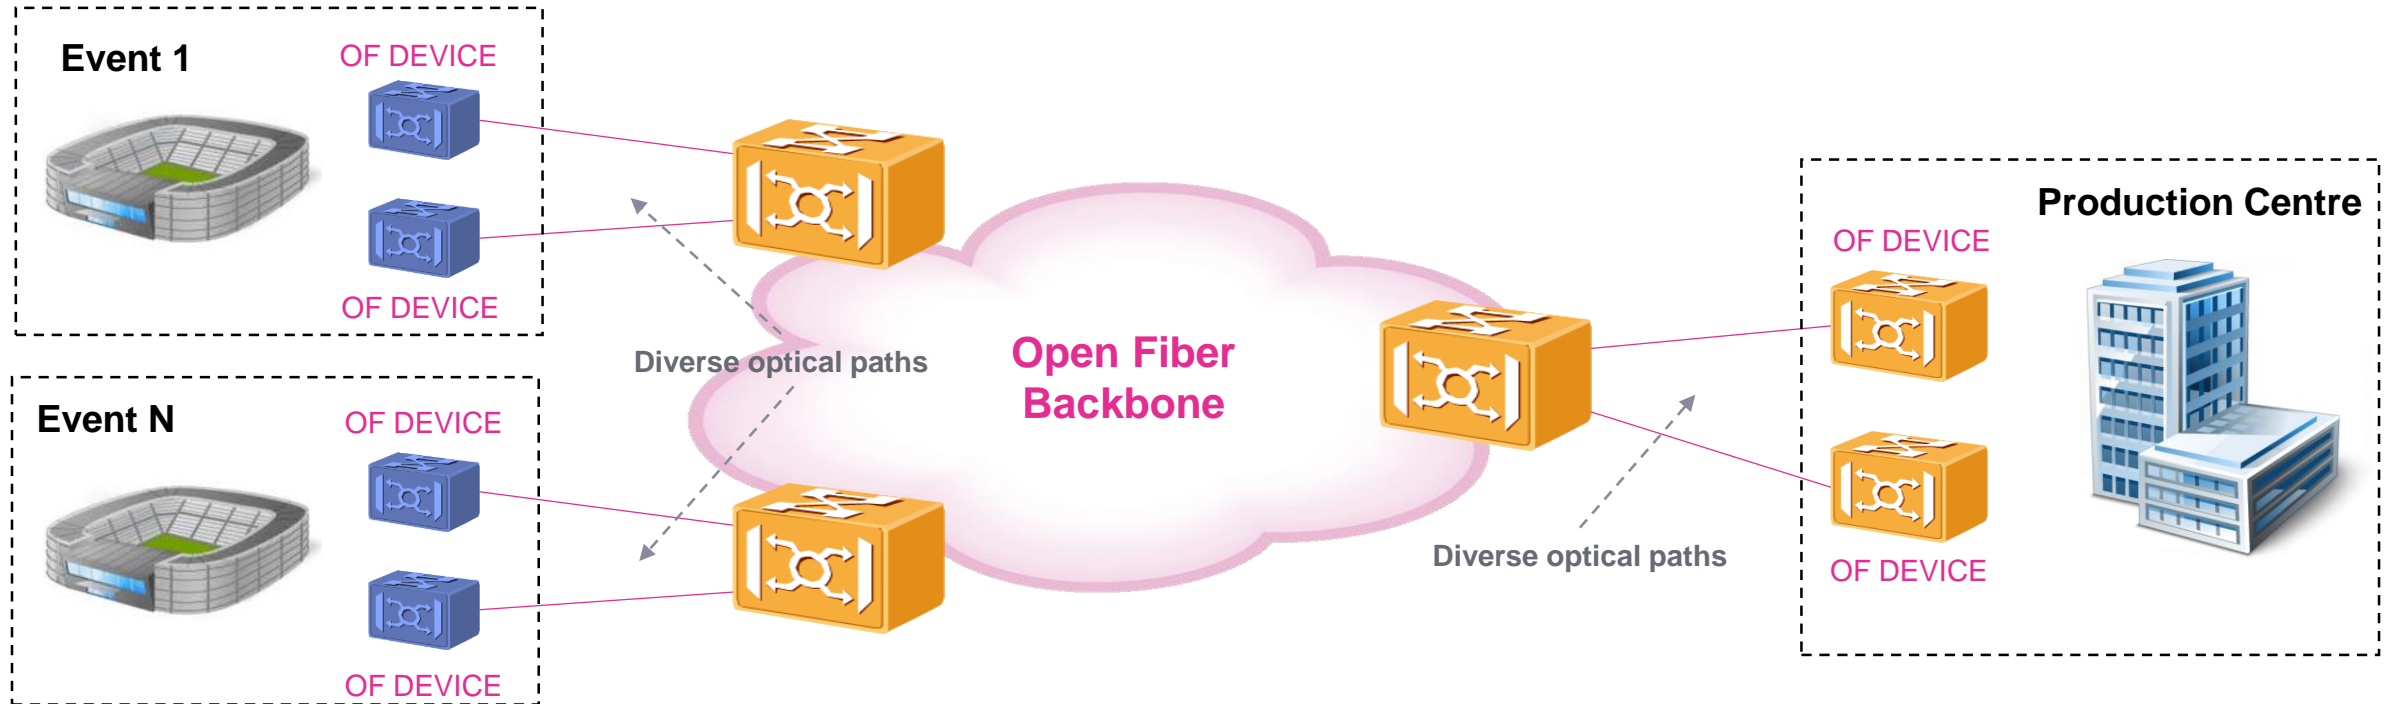 Event 1
OF DEVICE
OF DEVICE
Event N
OF DEVICE
OF DEVICE
Diverse optical paths
Open Fiber
Backbone
Diverse optical paths
Production Centre
OF DEVICE
OF DEVICE